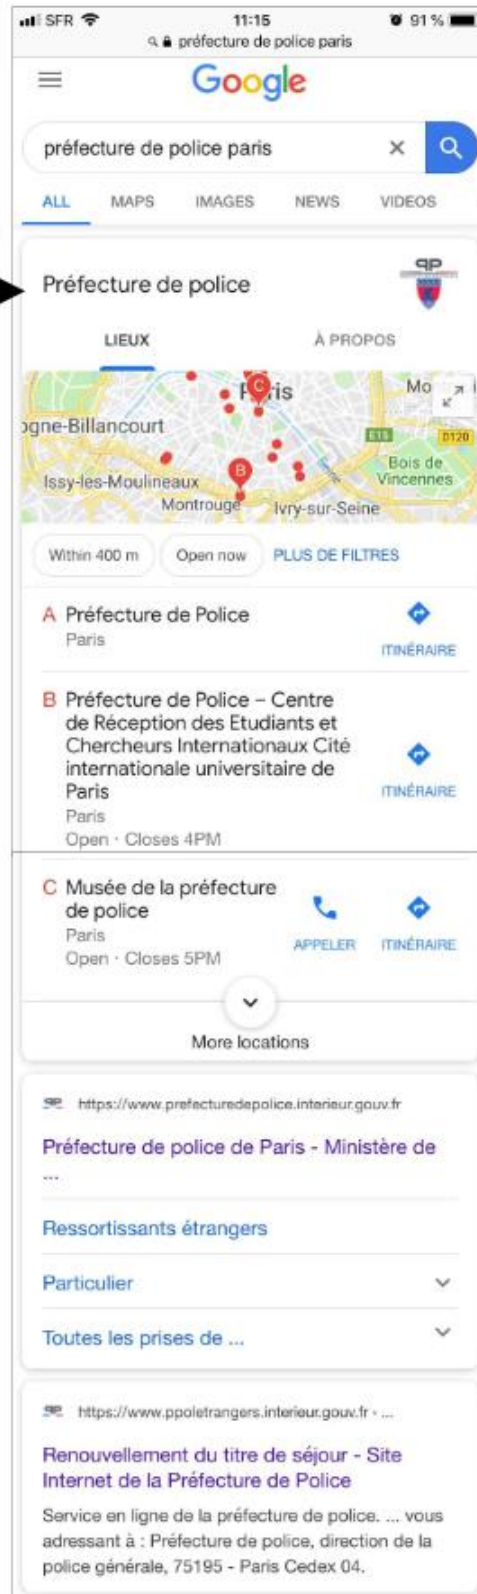 SFR 11:15 91 %
préfecture de police paris
Google
préfecture de police paris
ALL MAPS IMAGES NEWS VIDEOS
Préfecture de police
LIEUX À PROPOS
Paris
ogne-Billancourt
E15 D120
Issy-les-Moulineaux
Bois de
Vincennes
Montrouge
Ivry-sur-Seine
C
B
Within 400 m Open now PLUS DE FILTRES
A Préfecture de Police
Paris
ITINÉRAIRE
B Préfecture de Police – Centre
de Réception des Etudiants et
Chercheurs Internationaux Cité
internationale universitaire de
Paris
ITINÉRAIRE
Paris
Open · Closes 4PM
C Musée de la préfecture
de police
Paris
APPELER ITINÉRAIRE
Open · Closes 5PM
More locations
https://www.prefecturedepolice.interieur.gouv.fr
Préfecture de police de Paris - Ministère de
...
Ressortissants étrangers
Particulier
Toutes les prises de ...
https://www.ppoletrangers.interieur.gouv.fr › ...
Renouvellement du titre de séjour - Site
Internet de la Préfecture de Police
Service en ligne de la préfecture de police. ... vous
adressant à : Préfecture de police, direction de la
police générale, 75195 - Paris Cedex 04.